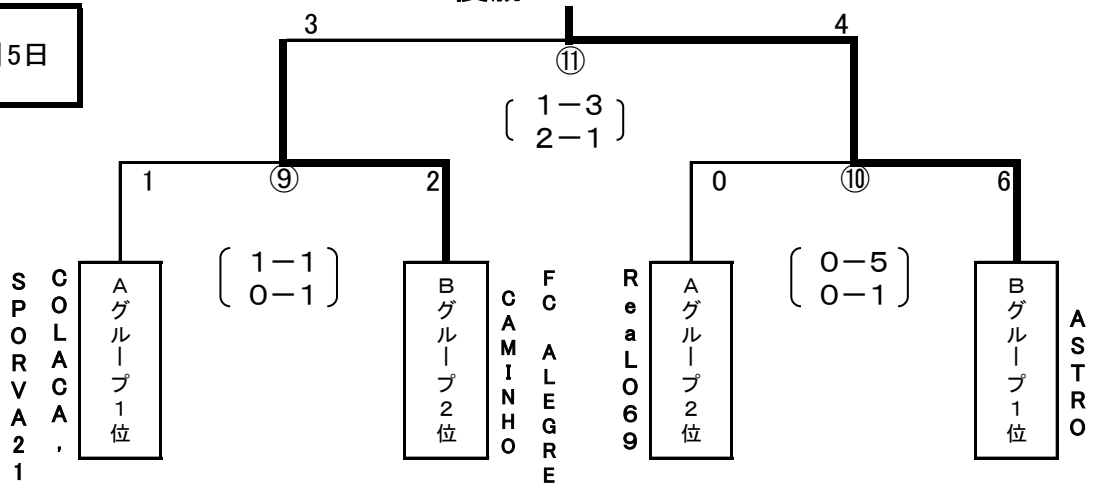 5日
3
4
⑪
1－3
2－1
1
⑨
2
0
⑩
6
1－1
0－1
0－5
0－1
COLACA,
SPORVA21
Aグループ1位
Bグループ2位
FC ALEGRE
CAMINHO
ReaLO69
Aグループ2位
Bグループ1位
ASTRO